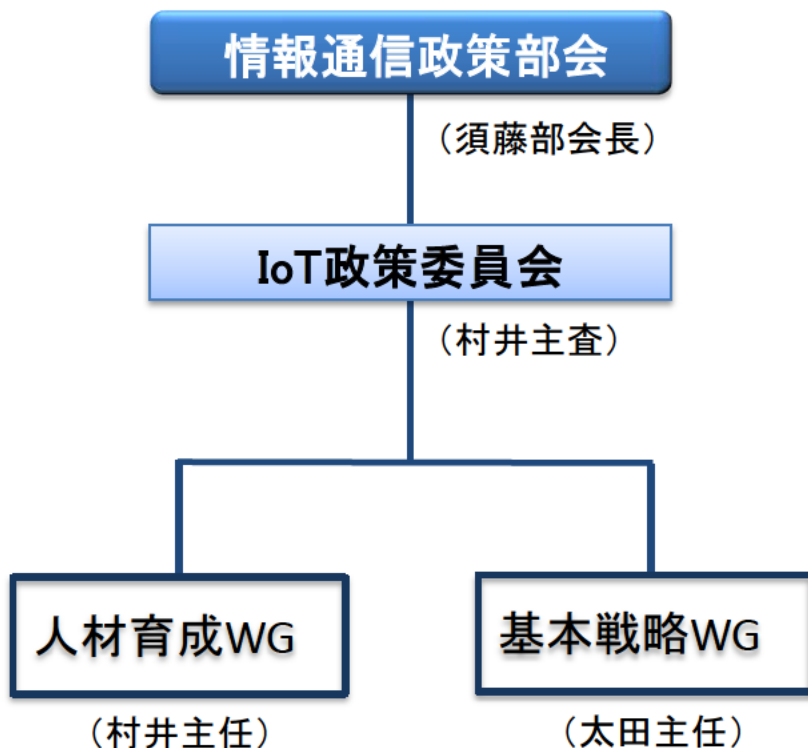 情報通信政策部会
（須藤部会長）
IoT政策委員会
（村井主査）
人材育成WG
基本戦略WG
（村井主任）
（太田主任）